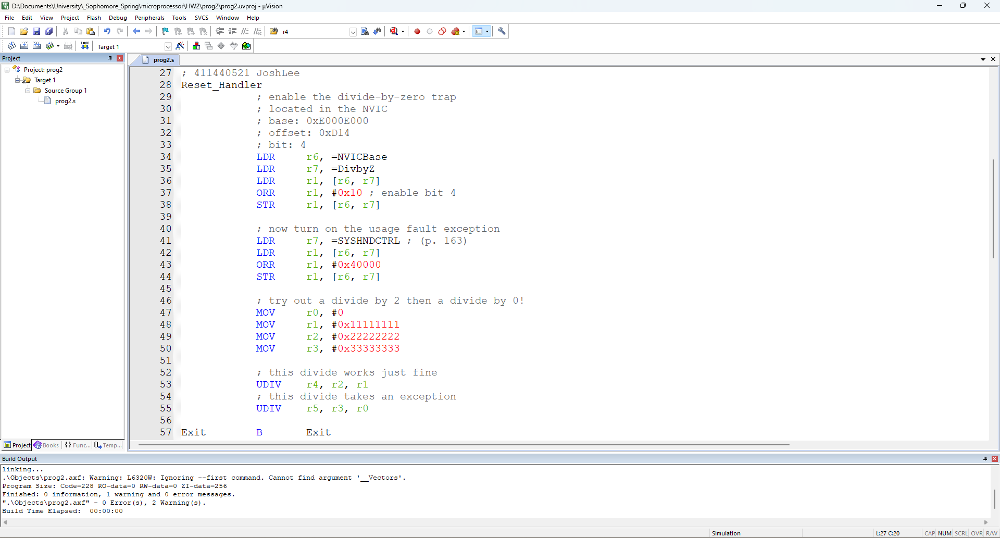 D:\Documents\University\_Sophomore_Spring\microprocessor\HW2\prog2\prog2.uvproj - µVision
File Edit View Project Flash Debug Peripherals Tools SVCS Window Help
r4
LOAD Target 1
Project
prog2.s
Project: prog2
Target 1
Source Group 1
prog2.s
27 ; 411440521 JoshLee
28 Reset_Handler
29 ; enable the divide-by-zero trap
30 ; located in the NVIC
31 ; base: 0xE000E000
32 ; offset: 0xD14
33 ; bit: 4
34 LDR r6, =NVICBase
35 LDR r7, =DivbyZ
36 LDR r1, [r6, r7]
37 ORR r1, #0x10 ; enable bit 4
38 STR r1, [r6, r7]
39
40 ; now turn on the usage fault exception
41 LDR r7, =SYSHNDCTRL ; (p. 163)
42 LDR r1, [r6, r7]
43 ORR r1, #0x40000
44 STR r1, [r6, r7]
45
46 ; try out a divide by 2 then a divide by 0!
47 MOV r0, #0
48 MOV r1, #0x11111111
49 MOV r2, #0x22222222
50 MOV r3, #0x33333333
51
52 ; this divide works just fine
53 UDIV r4, r2, r1
54 ; this divide takes an exception
55 UDIV r5, r3, r0
56
57 Exit B Exit
Project Books {} Func... Temp...
Build Output
linking...
.\Objects\prog2.axf: Warning: L6320W: Ignoring --first command. Cannot find argument '__Vectors'.
Program Size: Code=228 RO-data=0 RW-data=0 ZI-data=256
Finished: 0 information, 1 warning and 0 error messages.
".\Objects\prog2.axf" - 0 Error(s), 2 Warning(s).
Build Time Elapsed: 00:00:00
Simulation L:27 C:20 CAP NUM SCRL OVR R/W